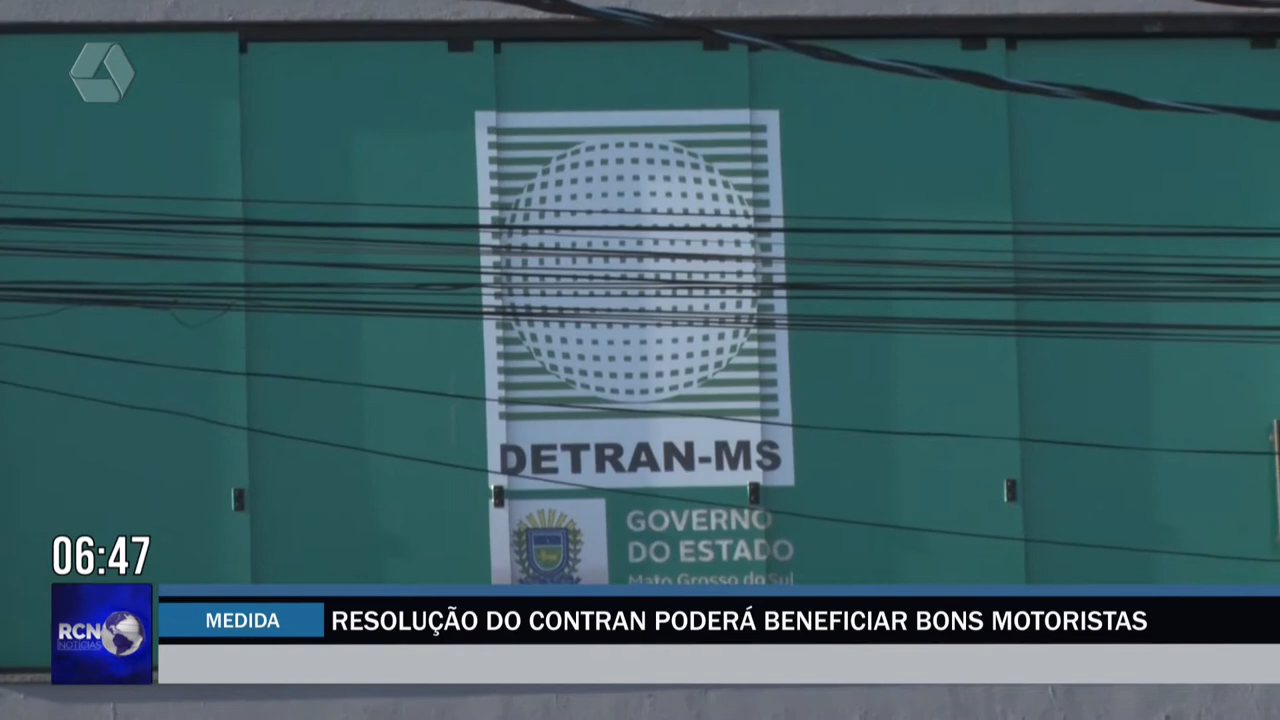 DETRAN-MS
GOVERNO
DO ESTADO
Mato Grosso do Sul
06:47
RCN
NOTÍCIAS
MEDIDA
RESOLUÇÃO DO CONTRAN PODERÁ BENEFICIAR BONS MOTORISTAS